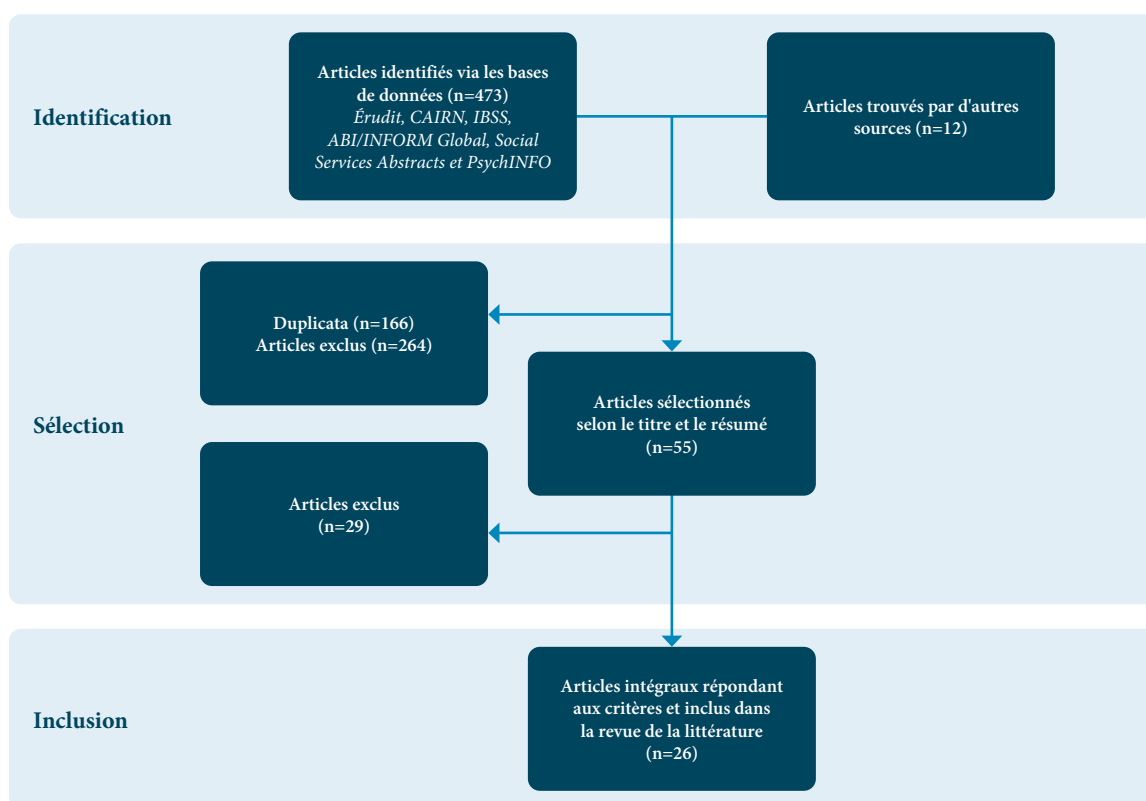 Identification
Articles identifiés via les bases
de données (n=473)
Érudit, CAIRN, IBSS,
ABI/INFORM Global, Social
Services Abstracts et PsychINFO
Articles trouvés par d'autres
sources (n=12)
Sélection
Duplicata (n=166)
Articles exclus (n=264)
Articles sélectionnés
selon le titre et le résumé
(n=55)
Articles exclus
(n=29)
Inclusion
Articles intégraux répondant
aux critères et inclus dans
la revue de la littérature
(n=26)